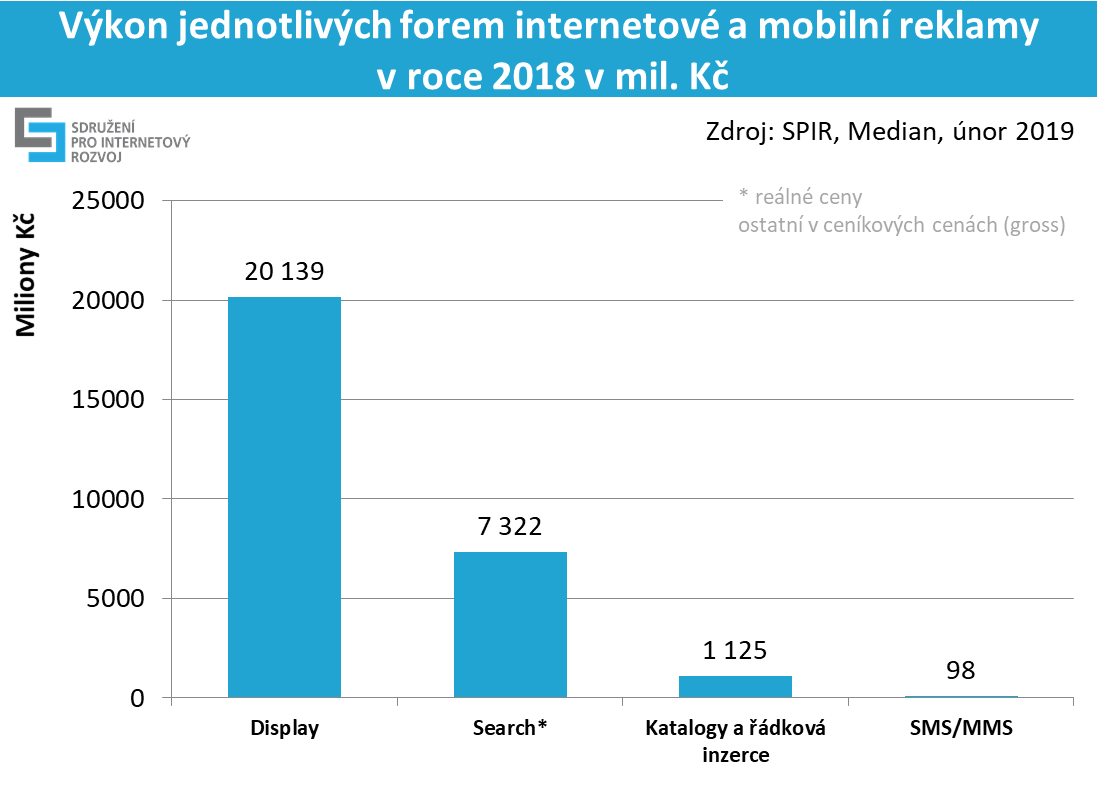 Výkon jednotlivých forem internetové a mobilní reklamy
v roce 2018 v mil. Kč
SDRUŽENÍ
PRO INTERNETOVÝ
ROZVOJ
Zdroj: SPIR, Median, únor 2019
* reálné ceny
ostatní v ceníkových cenách (gross)
Miliony Kč
25000
20000
15000
10000
5000
0
20 139
7 322
1 125
98
Display
Search*
Katalogy a řádková
inzerce
SMS/MMS